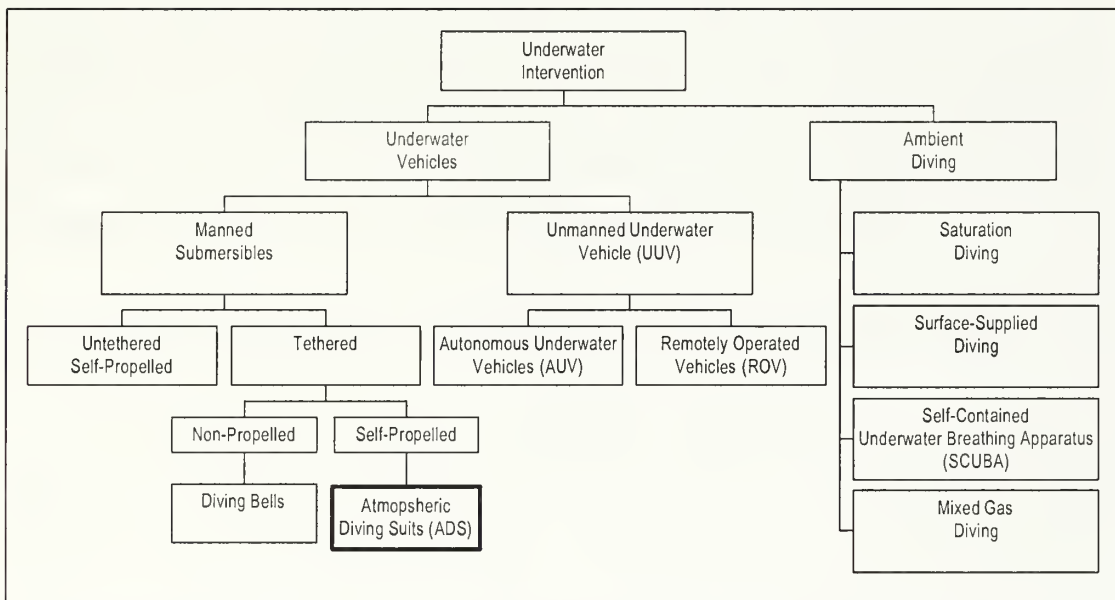 Underwater
Intervention
Underwater
Vehicles
Ambient
Diving
Manned
Submersibles
Unmanned Underwater
Vehicle (UUV)
Saturation
Diving
Untethered
Self-Propelled
Tethered
Autonomous Underwater
Vehicles (AUV)
Remotely Operated
Vehicles (ROV)
Surface-Supplied
Diving
Non-Propelled
Self-Propelled
Self-Contained
Underwater Breathing Apparatus
(SCUBA)
Diving Bells
Atmopsheric
Diving Suits (ADS)
Mixed Gas
Diving